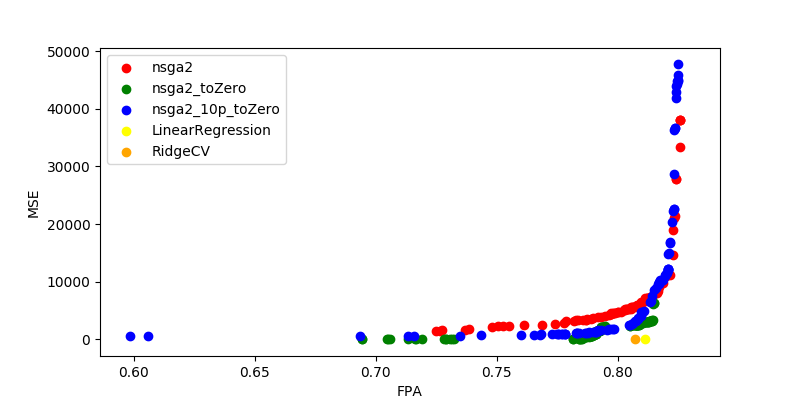 50000
40000
30000
20000
10000
0
MSE
nsga2
nsga2_toZero
nsga2_10p_toZero
LinearRegression
RidgeCV
0.60 0.65 0.70 0.75 0.80
FPA